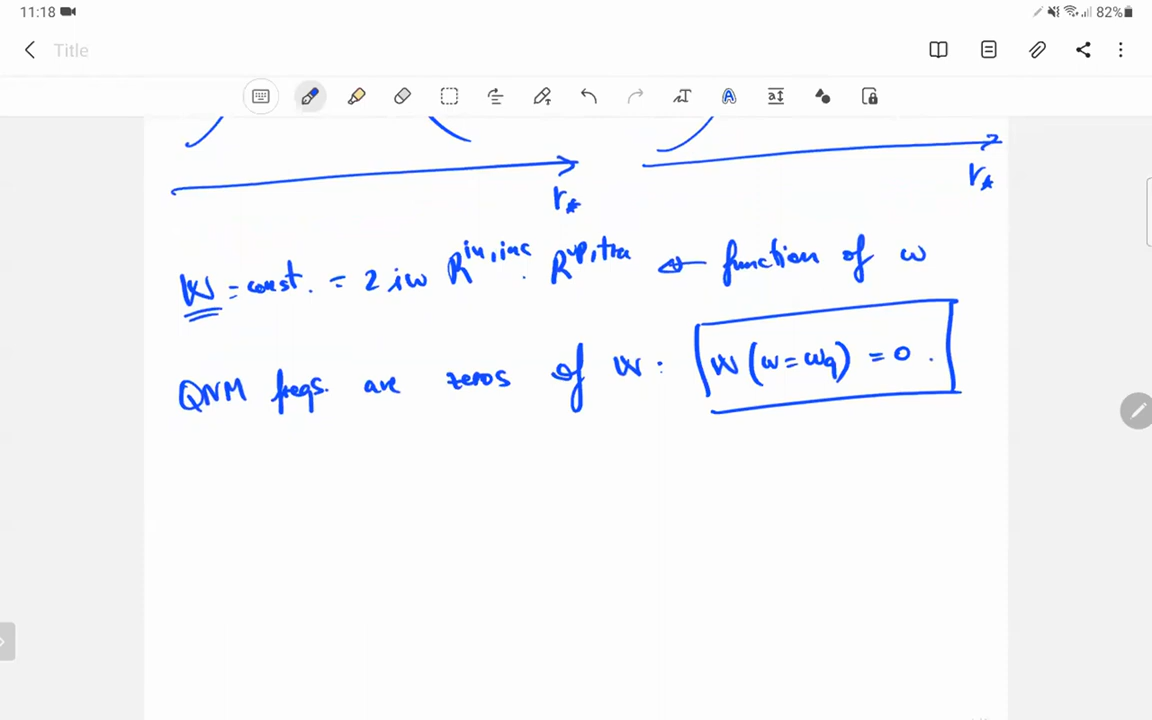 11:18
82%
Title
r⋆
r⋆
W = const. = 2iω R^{in,inc} · R^{up,tra} ← function of ω
QNM freqs. are zeros of W : W(ω=ωq) = 0 .